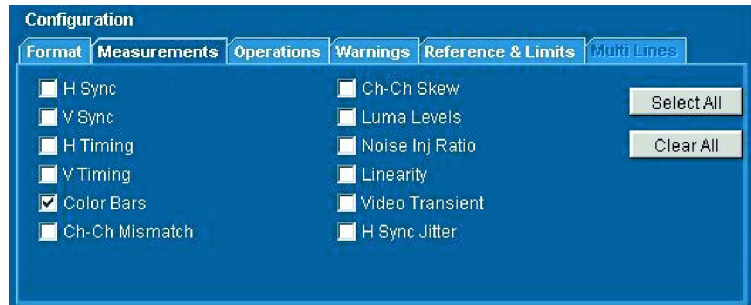 Configuration
Format Measurements Operations Warnings Reference & Limits Multi Lines
H Sync
V Sync
H Timing
V Timing
Color Bars
Ch-Ch Mismatch
Ch-Ch Skew
Luma Levels
Noise Inj Ratio
Linearity
Video Transient
H Sync Jitter
Select All
Clear All